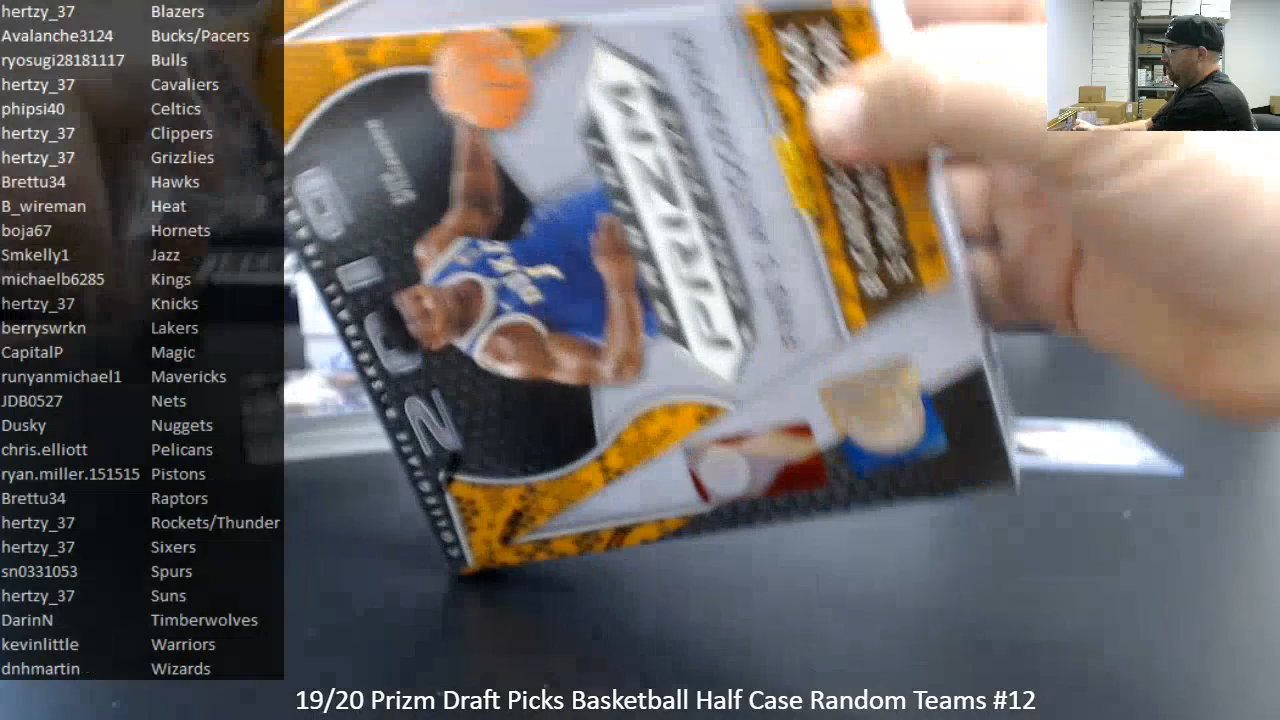 hertzy_37 Blazers
Avalanche3124 Bucks/Pacers
ryosugi28181117 Bulls
hertzy_37 Cavaliers
phipsi40 Celtics
hertzy_37 Clippers
hertzy_37 Grizzlies
Brettu34 Hawks
B_wireman Heat
boja67 Hornets
Smkelly1 Jazz
michaelb6285 Kings
hertzy_37 Knicks
berryswrkn Lakers
CapitalP Magic
runyanmichael1 Mavericks
JDB0527 Nets
Dusky Nuggets
chris.elliott Pelicans
ryan.miller.151515 Pistons
Brettu34 Raptors
hertzy_37 Rockets/Thunder
hertzy_37 Sixers
sn0331053 Spurs
hertzy_37 Suns
DarinN Timberwolves
kevinlittle Warriors
dnhmartin Wizards
PRIZM
19/20 Prizm Draft Picks Basketball Half Case Random Teams #12